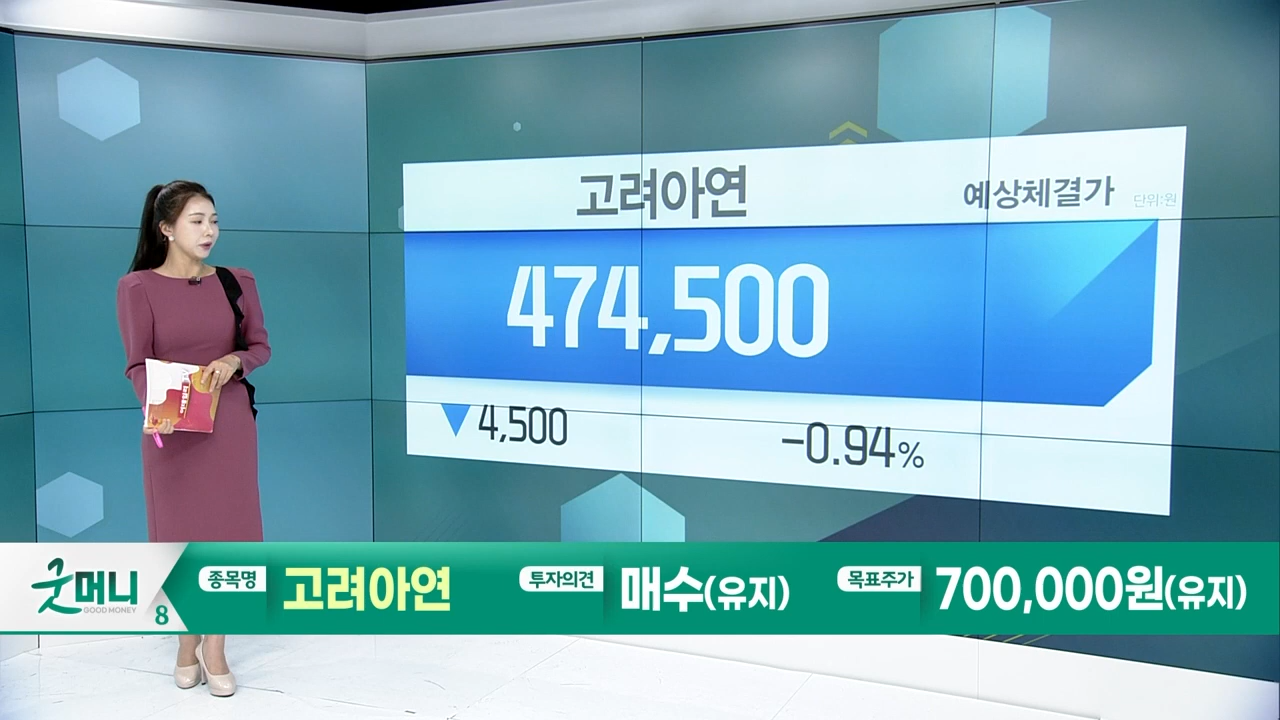 고려아연
예상체결가 단위:원
474,500
▼ 4,500 -0.94%
굿머니
GOOD MONEY
8
종목명 고려아연 투자의견 매수(유지) 목표주가 700,000원(유지)